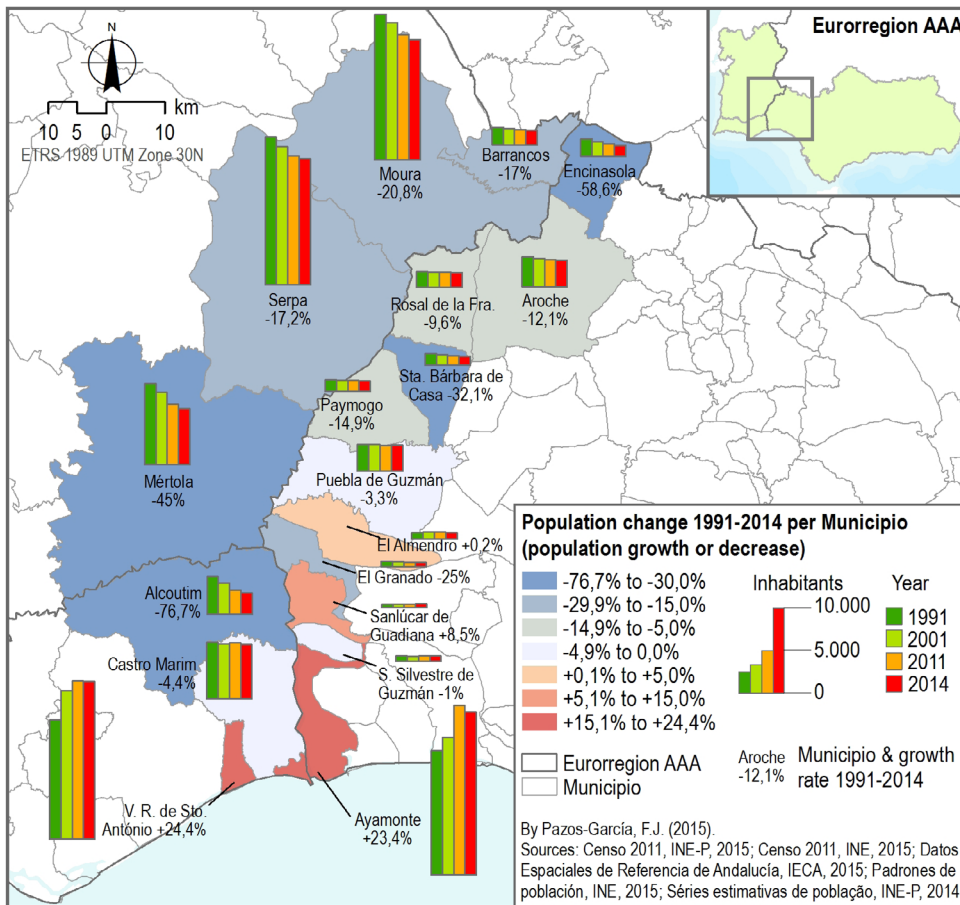 Eurorregion AAA
N
km
10 5 0 10
ETRS 1989 UTM Zone 30N
Moura
-20,8%
Barrancos
-17%
Encinasola
-58,6%
Serpa
-17,2%
Rosal de la Fra.
-9,6%
Aroche
-12,1%
Sta. Bárbara de
Casa -32,1%
Paymogo
-14,9%
Mértola
-45%
Puebla de Guzmán
-3,3%
El Almendro +0,2%
El Granado -25%
Alcoutim
-76,7%
Sanlúcar de
Guadiana +8,5%
Castro Marim
-4,4%
S. Silvestre de
Guzmán -1%
V. R. de Sto.
António +24,4%
Ayamonte
+23,4%
Population change 1991-2014 per Municipio
(population growth or decrease)
-76,7% to -30,0%
-29,9% to -15,0%
-14,9% to -5,0%
-4,9% to 0,0%
+0,1% to +5,0%
+5,1% to +15,0%
+15,1% to +24,4%
Inhabitants
10.000
5.000
0
Year
1991
2001
2011
2014
Eurorregion AAA
Municipio
Aroche
-12,1%
Municipio & growth
rate 1991-2014
By Pazos-García, F.J. (2015).
Sources: Censo 2011, INE-P, 2015; Censo 2011, INE, 2015; Datos
Espaciales de Referencia de Andalucía, IECA, 2015; Padrones de
población, INE, 2015; Séries estimativas de população, INE-P, 2014